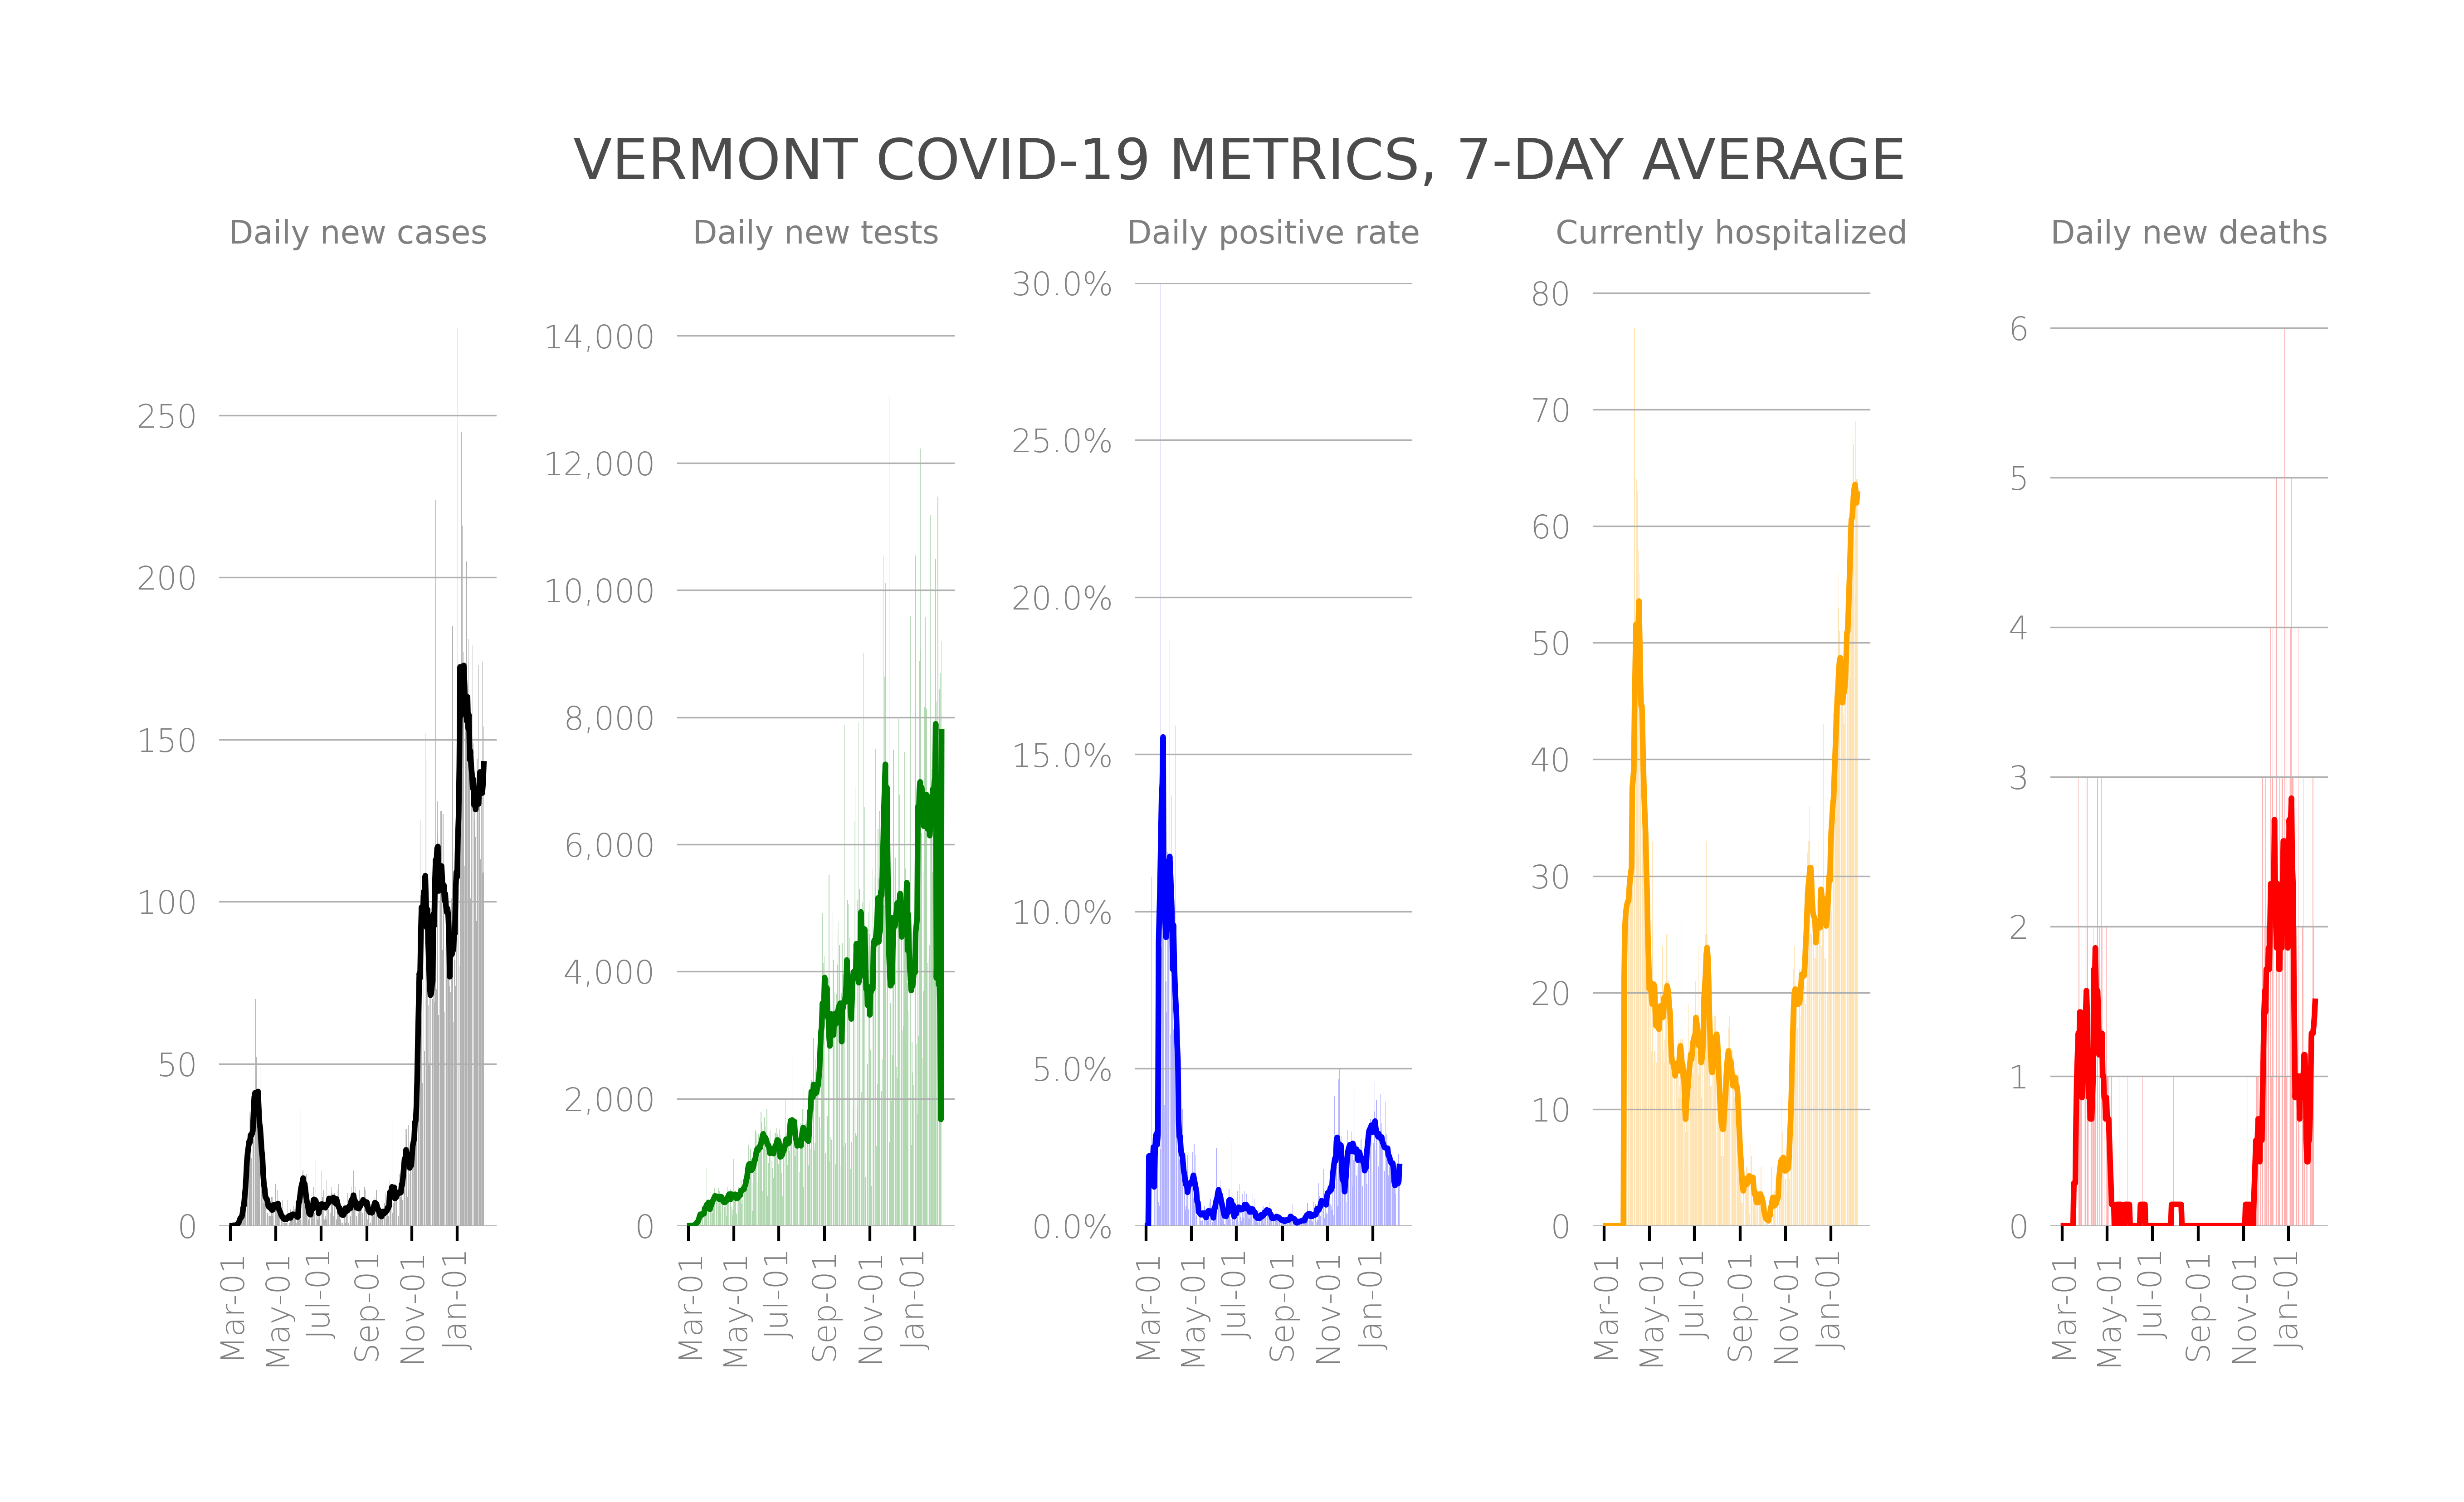 VERMONT COVID-19 METRICS, 7-DAY AVERAGE
Daily new cases
250
200
150
100
50
0
Mar-01
May-01
Jul-01
Sep-01
Nov-01
Jan-01
Daily new tests
14,000
12,000
10,000
8,000
6,000
4,000
2,000
0
Mar-01
May-01
Jul-01
Sep-01
Nov-01
Jan-01
Daily positive rate
30.0%
25.0%
20.0%
15.0%
10.0%
5.0%
0.0%
Mar-01
May-01
Jul-01
Sep-01
Nov-01
Jan-01
Currently hospitalized
80
70
60
50
40
30
20
10
0
Mar-01
May-01
Jul-01
Sep-01
Nov-01
Jan-01
Daily new deaths
6
5
4
3
2
1
0
Mar-01
May-01
Jul-01
Sep-01
Nov-01
Jan-01